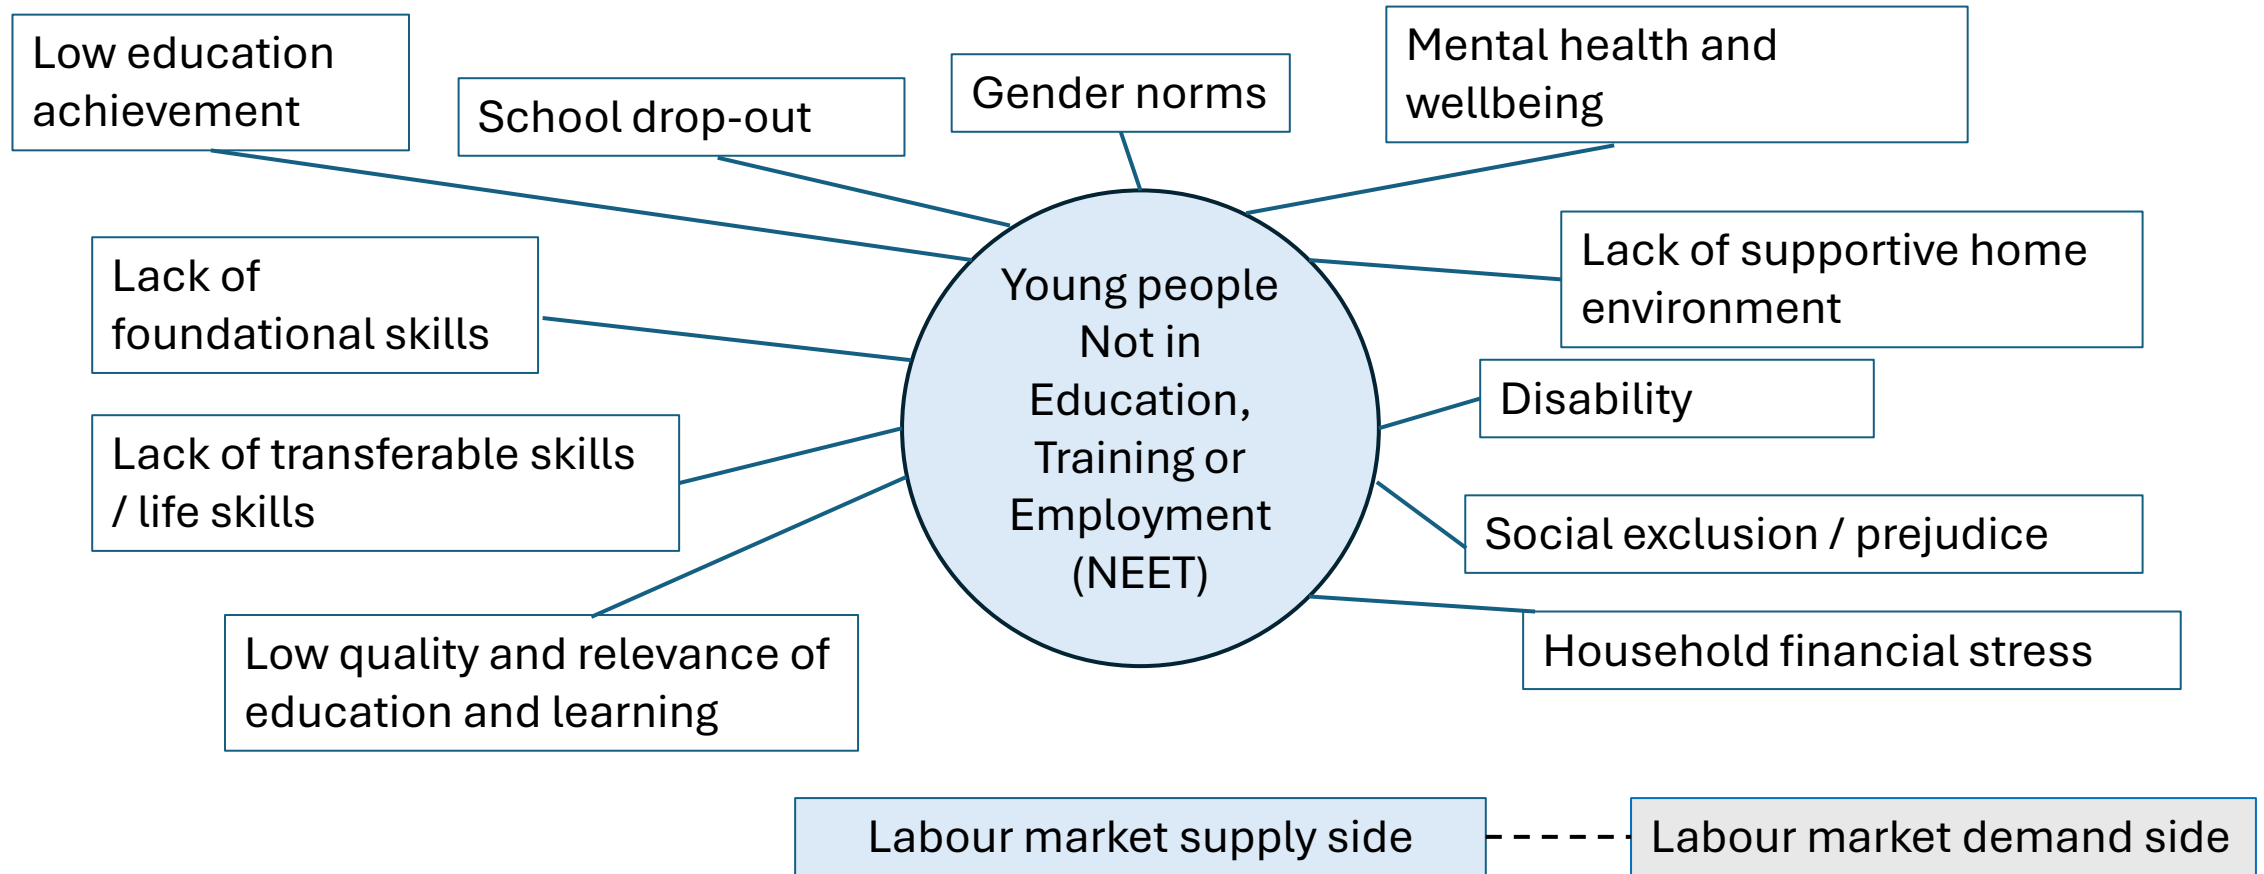 Low education
achievement
School drop-out
Gender norms
Mental health and
wellbeing
Lack of
foundational skills
Lack of supportive home
environment
Young people
Not in
Education,
Training or
Employment
(NEET)
Disability
Lack of transferable skills
/ life skills
Social exclusion / prejudice
Low quality and relevance of
education and learning
Household financial stress
Labour market supply side
Labour market demand side